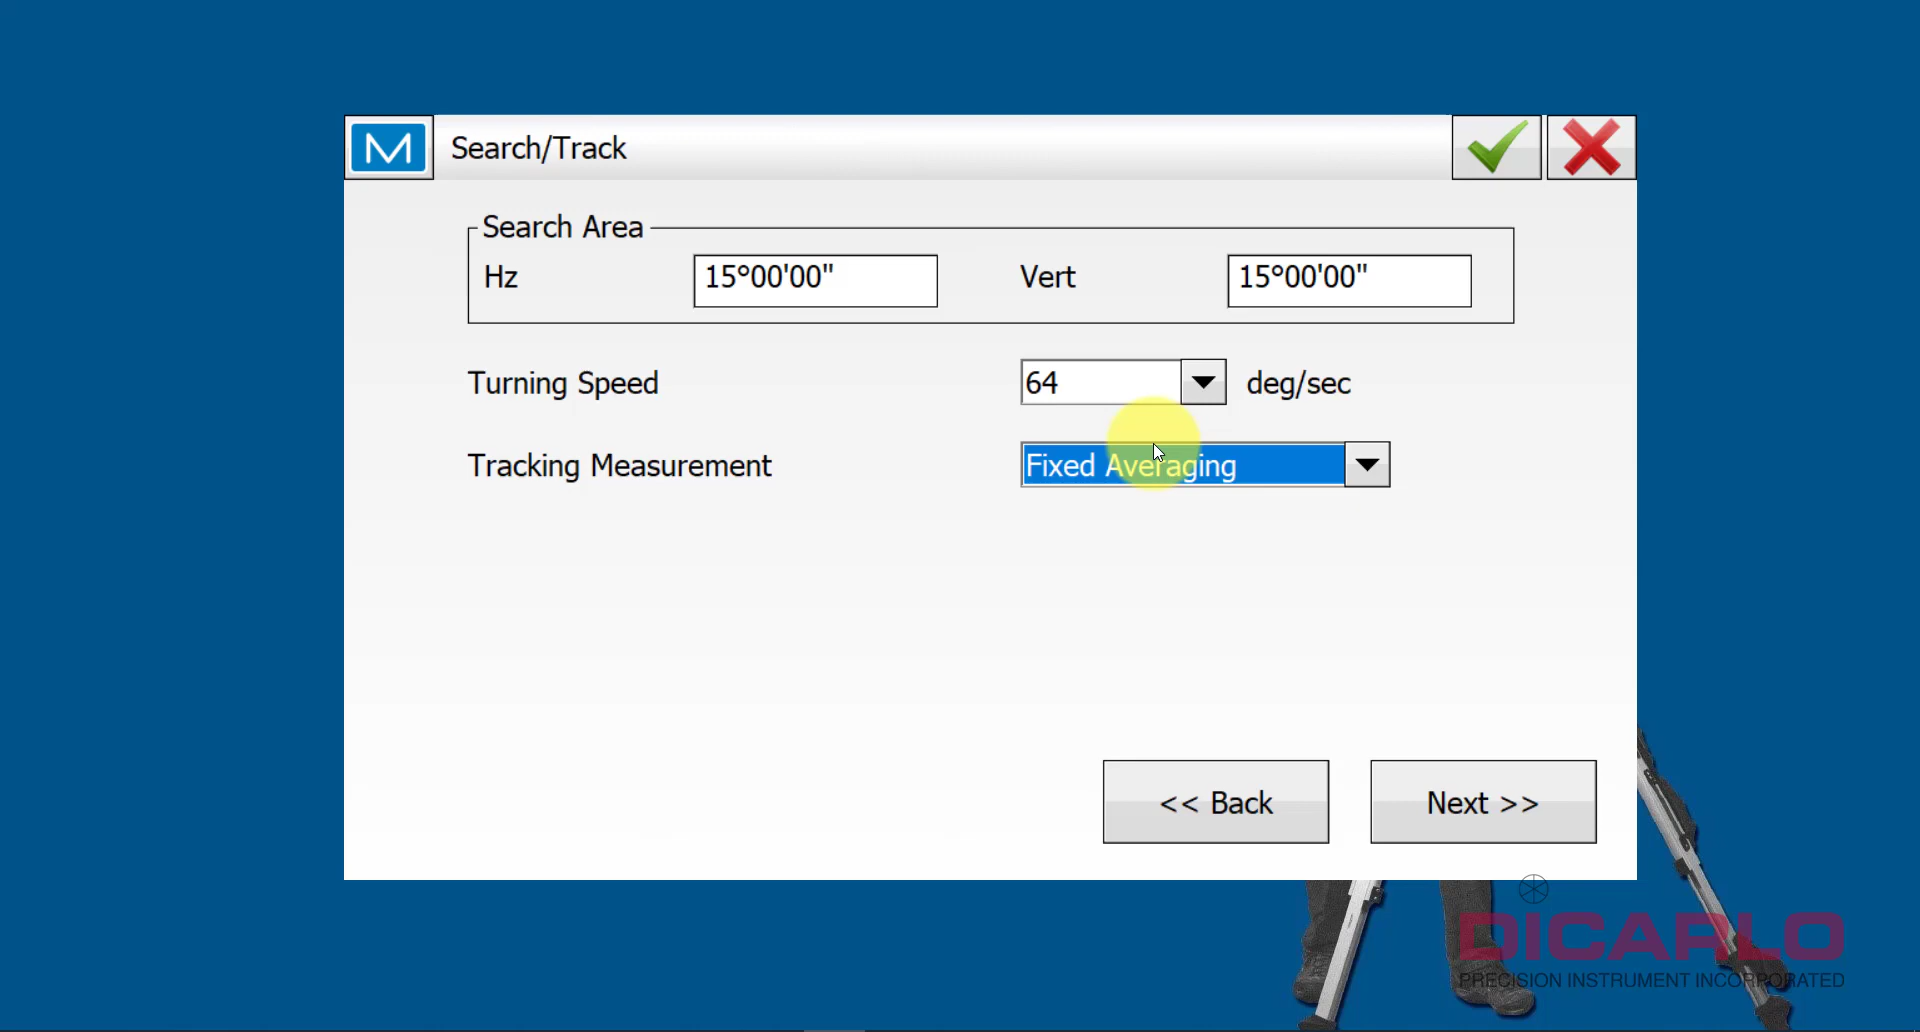 M
Search/Track
Search Area
Hz 15°00'00" Vert 15°00'00"
Turning Speed 64 deg/sec
Tracking Measurement Fixed Averaging
<< Back Next >>
DICARLO
PRECISION INSTRUMENT INCORPORATED